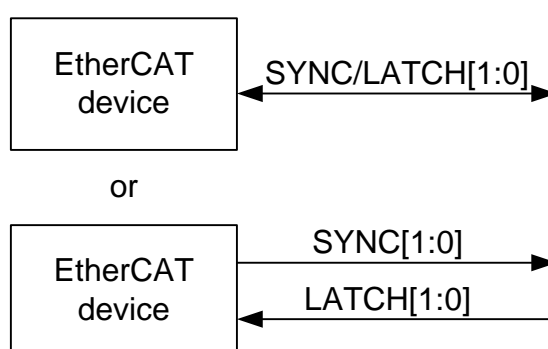 EtherCAT
device
SYNC/LATCH[1:0]
or
EtherCAT
device
SYNC[1:0]
LATCH[1:0]